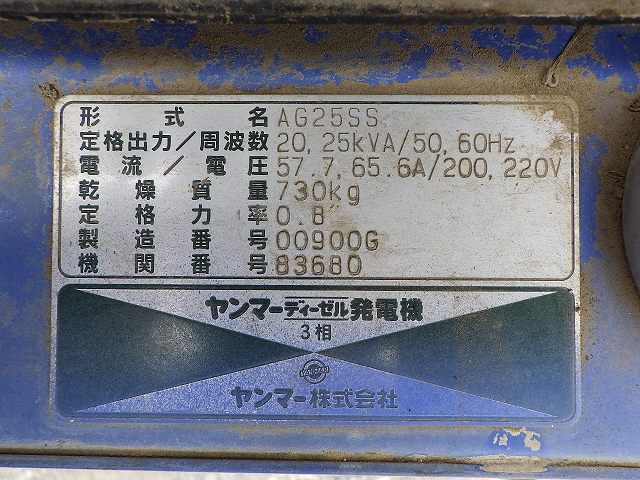 形式名 AG25SS
定格出力/周波数 20,25kVA/50,60Hz
電流/電圧 57.7,65.6A/200,220V
乾燥質量 730kg
定格力率 0.8
製造番号 00900G
機関番号 83680
ヤンマーディーゼル発電機
3相
ヤンマー株式会社